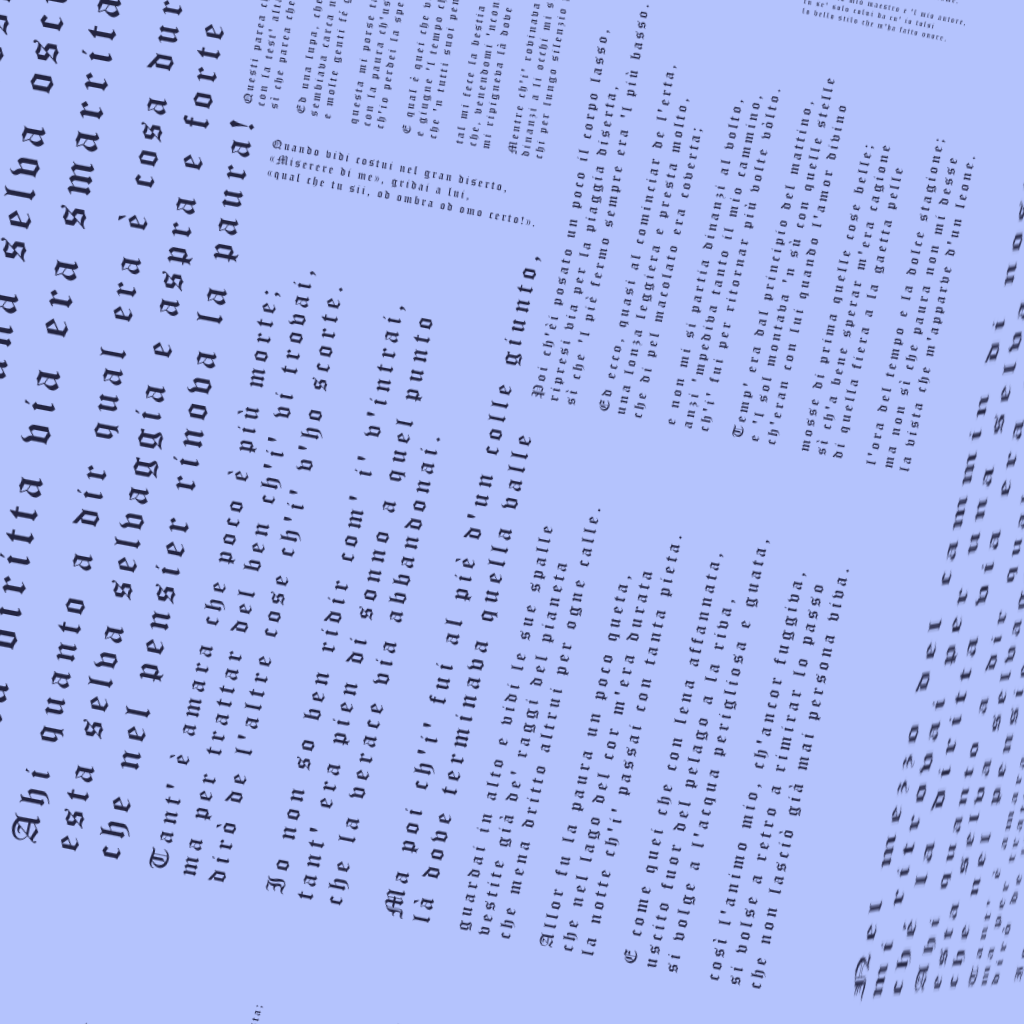 diritta via era smarrita
Ahi quanto a dir qual era è cosa dur
esta selva selvaggia e aspra e forte
che nel pensier rinova la paura!
Tant' è amara che poco è più morte;
ma per trattar del ben ch'i' vi trovai,
dirò de l'altre cose ch'i' v'ho scorte.
Io non so ben ridir com' i' v'intrai,
tant' era pien di sonno a quel punto
che la verace via abbandonai.
Ma poi ch'i' fui al piè d'un colle giunto,
là dove terminava quella valle
guardai in alto e vidi le sue spalle
vestite già de' raggi del pianeta
che mena dritto altrui per ogne calle.
Allor fu la paura un poco queta,
che nel lago del cor m'era durata
la notte ch'i' passai con tanta pieta.
E come quei che con lena affannata,
uscito fuor del pelago a la riva,
si volge a l'acqua perigliosa e guata,
così l'animo mio, ch'ancor fuggiva,
si volse a retro a rimirar lo passo
che non lasciò già mai persona viva.
Poi ch'èi posato un poco il corpo lasso,
ripresi via per la piaggia diserta,
sì che 'l piè fermo sempre era 'l più basso.
Ed ecco, quasi al cominciar de l'erta,
una lonza leggiera e presta molto,
che di pel macolato era coverta;
e non mi si partia dinanzi al volto,
anzi 'mpediva tanto il mio cammino,
ch'i' fui per ritornar più volte vòlto.
Temp' era dal principio del mattino,
e 'l sol montava 'n sù con quelle stelle
ch'eran con lui quando l'amor divino
mosse di prima quelle cose belle;
sì ch'a bene sperar m'era cagione
di quella fiera a la gaetta pelle
l'ora del tempo e la dolce stagione;
ma non sì che paura non mi desse
la vista che m'apparve d'un leone.
Questi parea c
con la test' alt
sì che parea che
Ed una lupa, che
sembiava carca n
e molte genti fé g
questa mi porse ta
con la paura ch'us
ch'io perdei la spe
E qual è quei che v
e giugne 'l tempo ch
che 'n tutti suoi pen
tal mi fece la bestia
che, venendomi 'ncon
mi ripigneva là dove
Mentre ch'i' rovinava
dinanzi a li occhi mi s
chi per lungo silenzio
Quando vidi costui nel gran diserto,
«Miserere di me», gridai a lui,
«qual che tu sii, od ombra od omo certo!».
lo mio maestro e 'l mio autore,
tu se' solo colui da cu' io tolsi
lo bello stilo che m'ha fatto onore.
Nel mezzo del cammin di nos
mi ritrovai per una selva
ché la diritta via
Ahi quanto a dir qual
esta selva selvag
che nel pensi